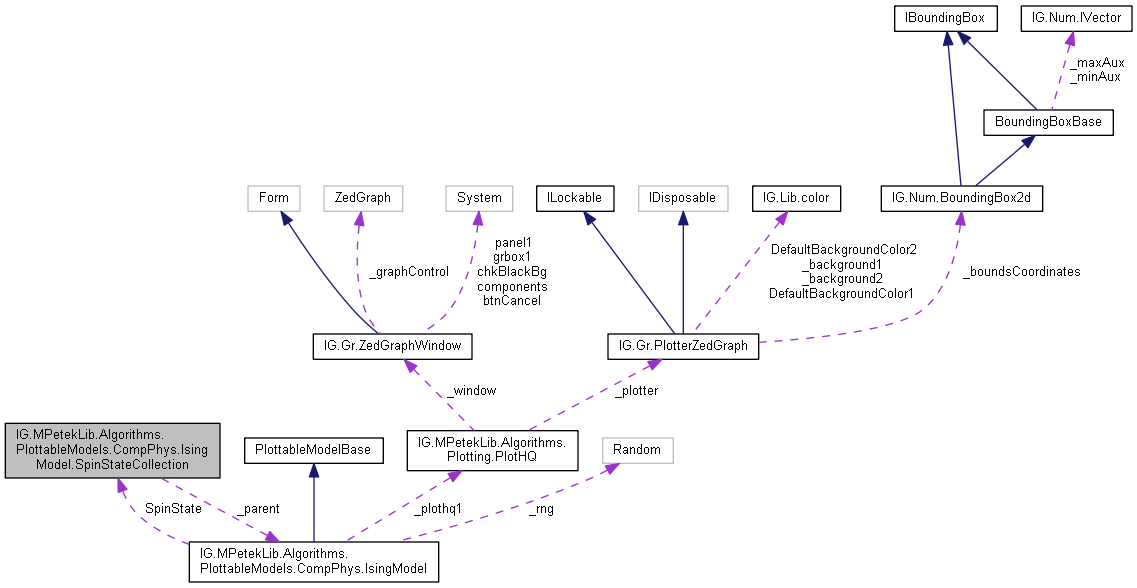 IBoundingBox
IG.Num.IVector
_maxAux
_minAux
BoundingBoxBase
Form
ZedGraph
System
ILockable
IDisposable
IG.Lib.color
IG.Num.BoundingBox2d
_graphControl
panel1
grbox1
chkBlackBg
components
btnCancel
DefaultBackgroundColor2
_background1
_background2
DefaultBackgroundColor1
_boundsCoordinates
IG.Gr.ZedGraphWindow
IG.Gr.PlotterZedGraph
_window
_plotter
IG.MPetekLib.Algorithms.
PlottableModels.CompPhys.Ising
Model.SpinStateCollection
PlottableModelBase
IG.MPetekLib.Algorithms.
Plotting.PlotHQ
Random
SpinState
_parent
_plothq1
_rng
IG.MPetekLib.Algorithms.
PlottableModels.CompPhys.IsingModel